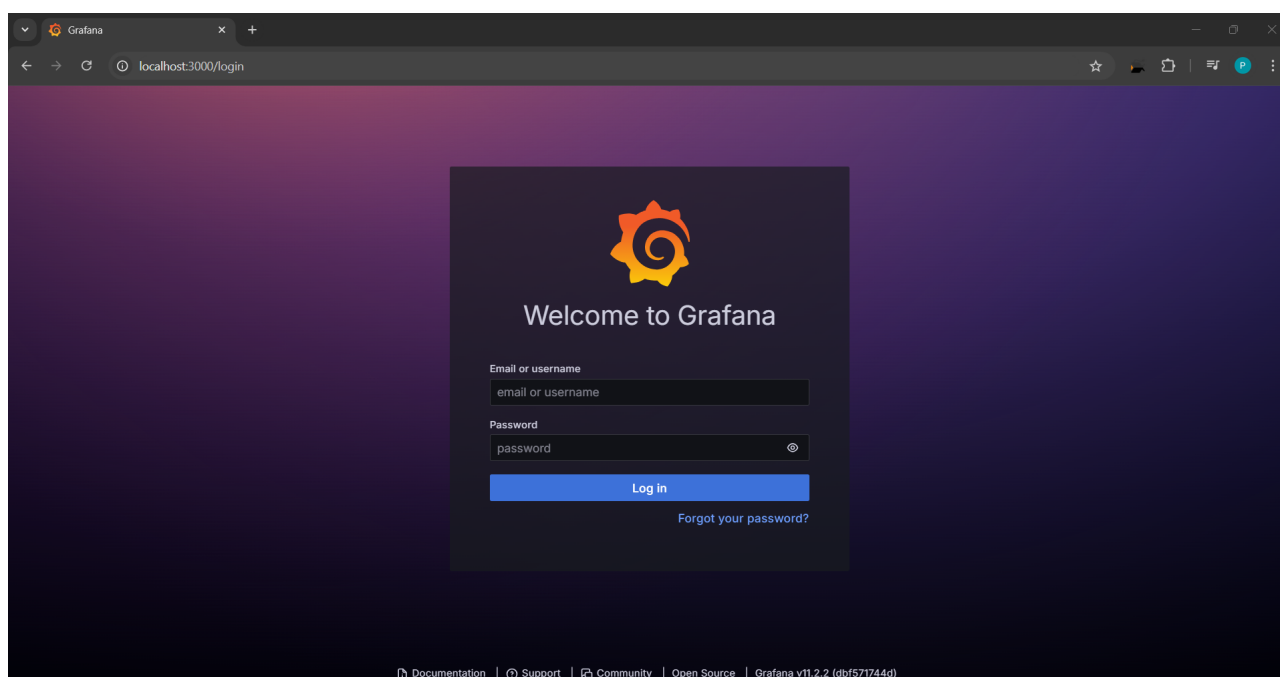 Grafana
localhost:3000/login
P
Welcome to Grafana
Email or username
email or username
Password
password
Log in
Forgot your password?
Documentation | Support | Community | Open Source | Grafana v11.2.2 (dbf571744d)